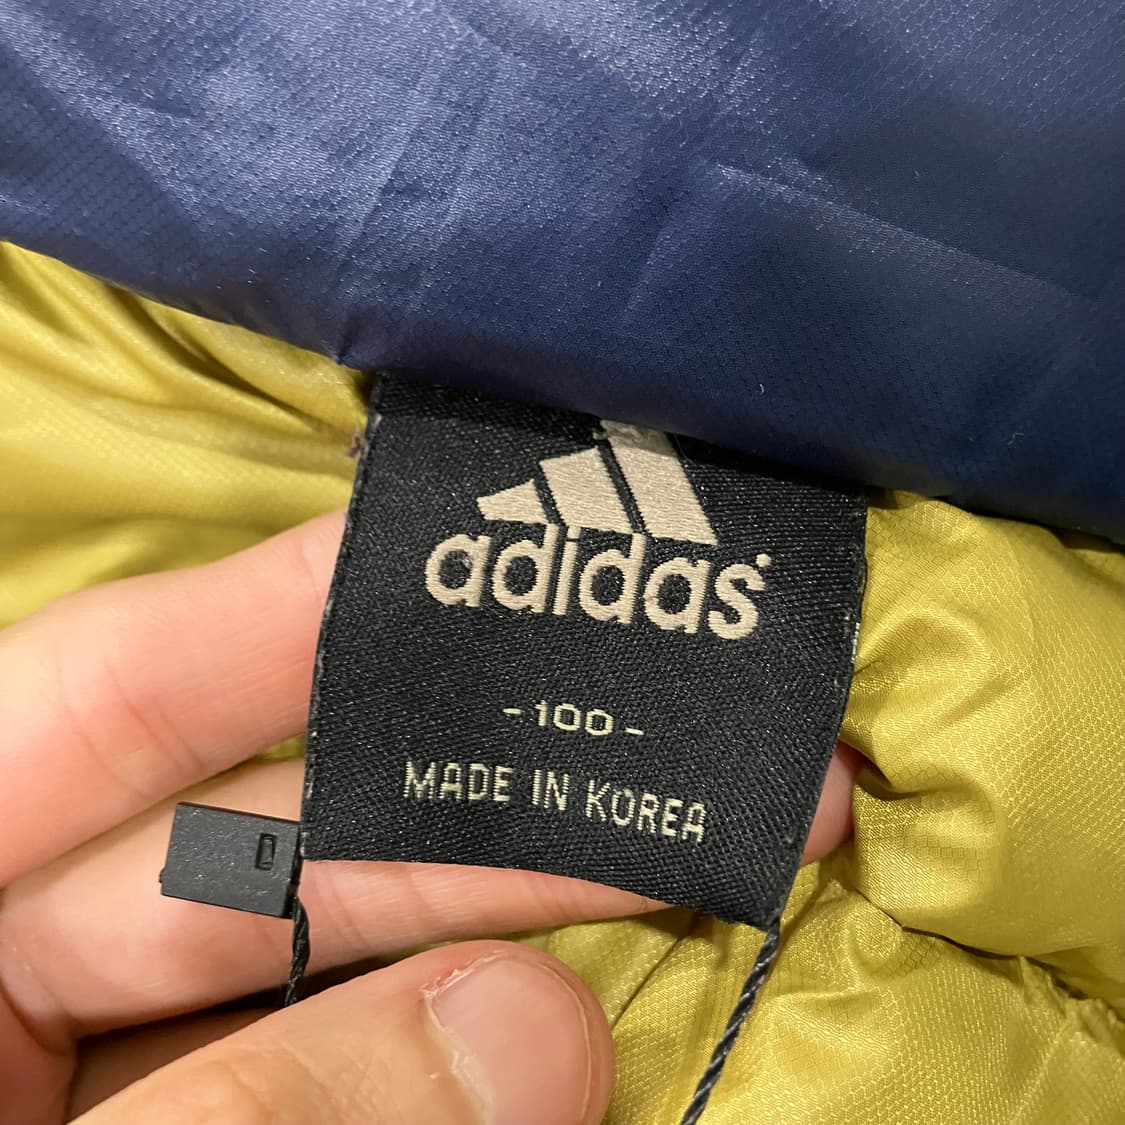 adidas
- 100 -
MADE IN KOREA